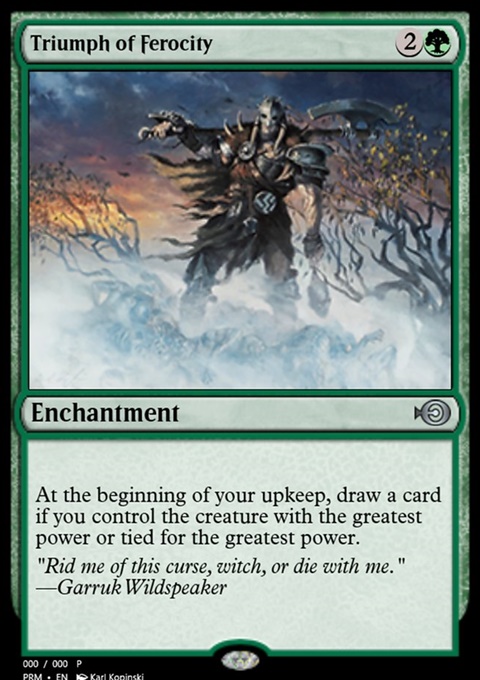 Triumph of Ferocity 2
Enchantment
At the beginning of your upkeep, draw a card
if you control the creature with the greatest
power or tied for the greatest power.
"Rid me of this curse, witch, or die with me."
—Garruk Wildspeaker
000 / 000 P
PRM • EN Karl Kopinski